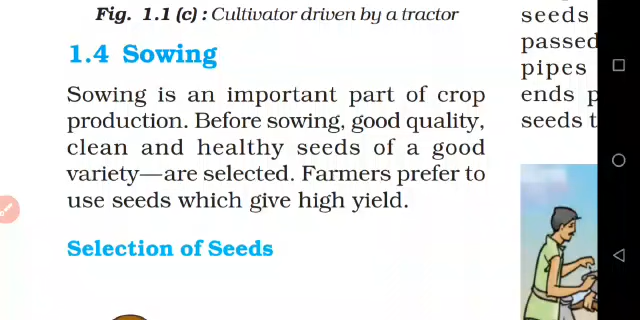 Fig. 1.1 (c) : Cultivator driven by a tractor
1.4 Sowing
Sowing is an important part of crop
production. Before sowing, good quality,
clean and healthy seeds of a good
variety—are selected. Farmers prefer to
use seeds which give high yield.
Selection of Seeds
seeds
passed
pipes
ends p
seeds t